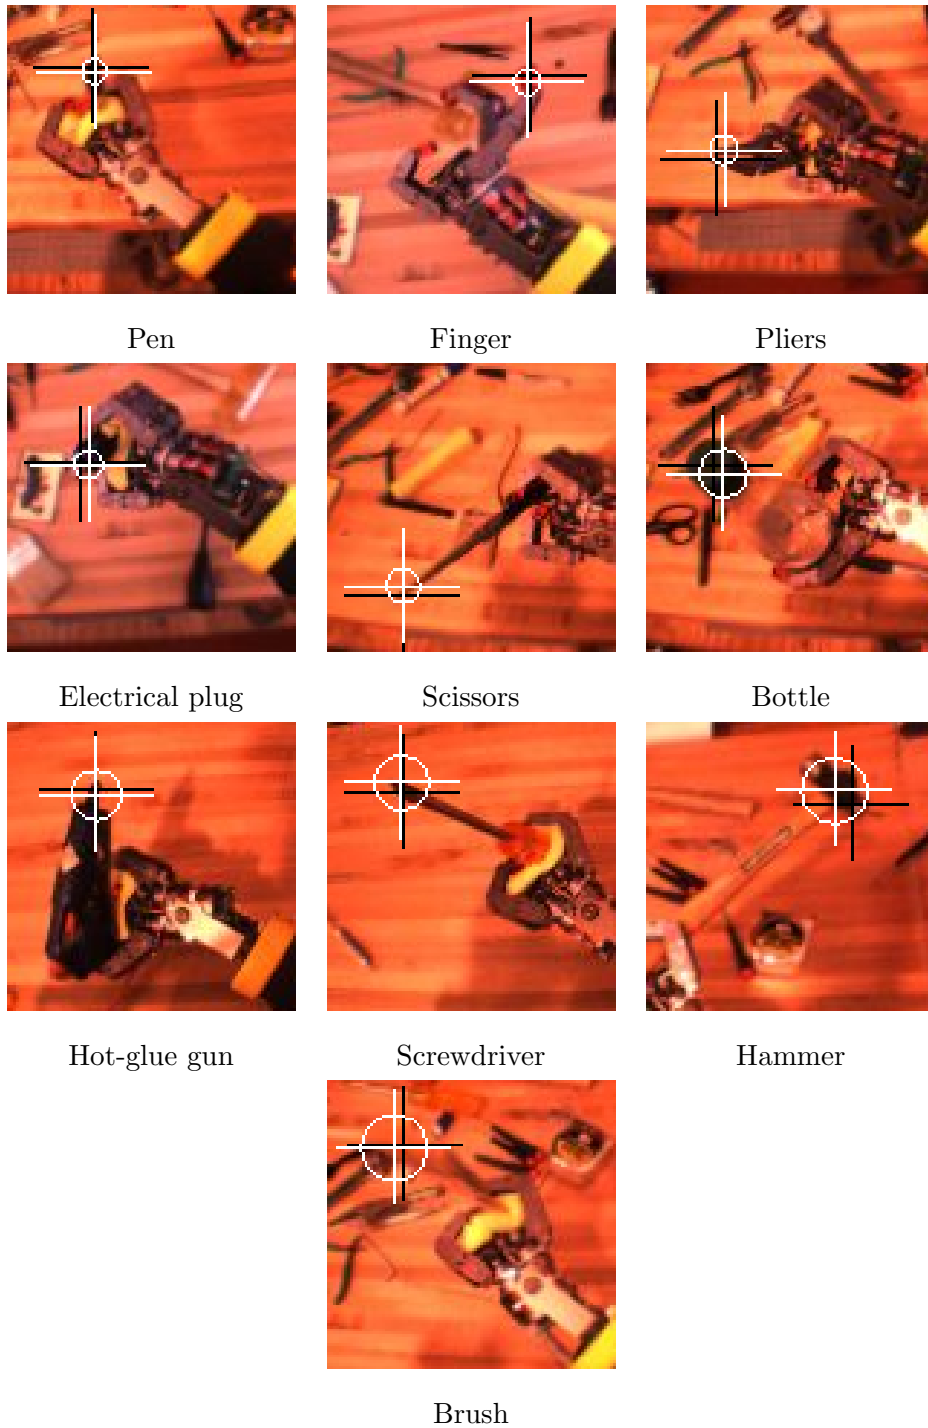 Pen
Finger
Pliers
Electrical plug
Scissors
Bottle
Hot-glue gun
Screwdriver
Hammer
Brush